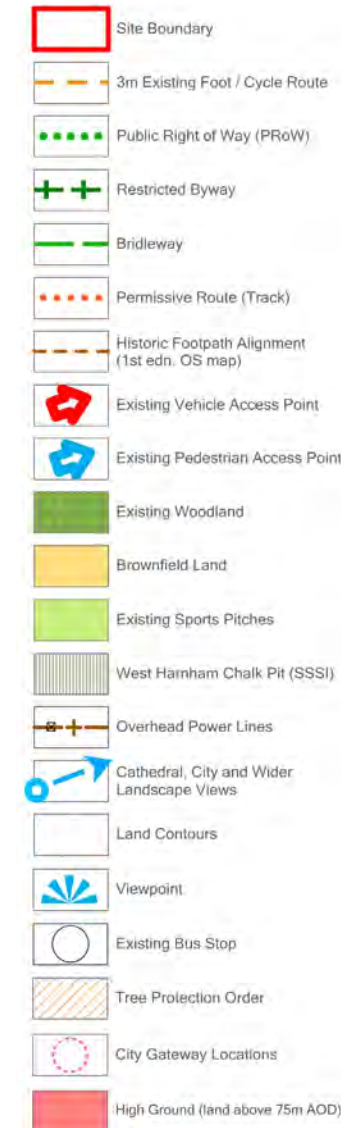 Site Boundary
3m Existing Foot / Cycle Route
Public Right of Way (PRoW)
Restricted Byway
Bridleway
Permissive Route (Track)
Historic Footpath Alignment
(1st edn. OS map)
Existing Vehicle Access Point
Existing Pedestrian Access Point
Existing Woodland
Brownfield Land
Existing Sports Pitches
West Harnham Chalk Pit (SSSI)
Overhead Power Lines
Cathedral, City and Wider
Landscape Views
Land Contours
Viewpoint
Existing Bus Stop
Tree Protection Order
City Gateway Locations
High Ground (land above 75m AOD)